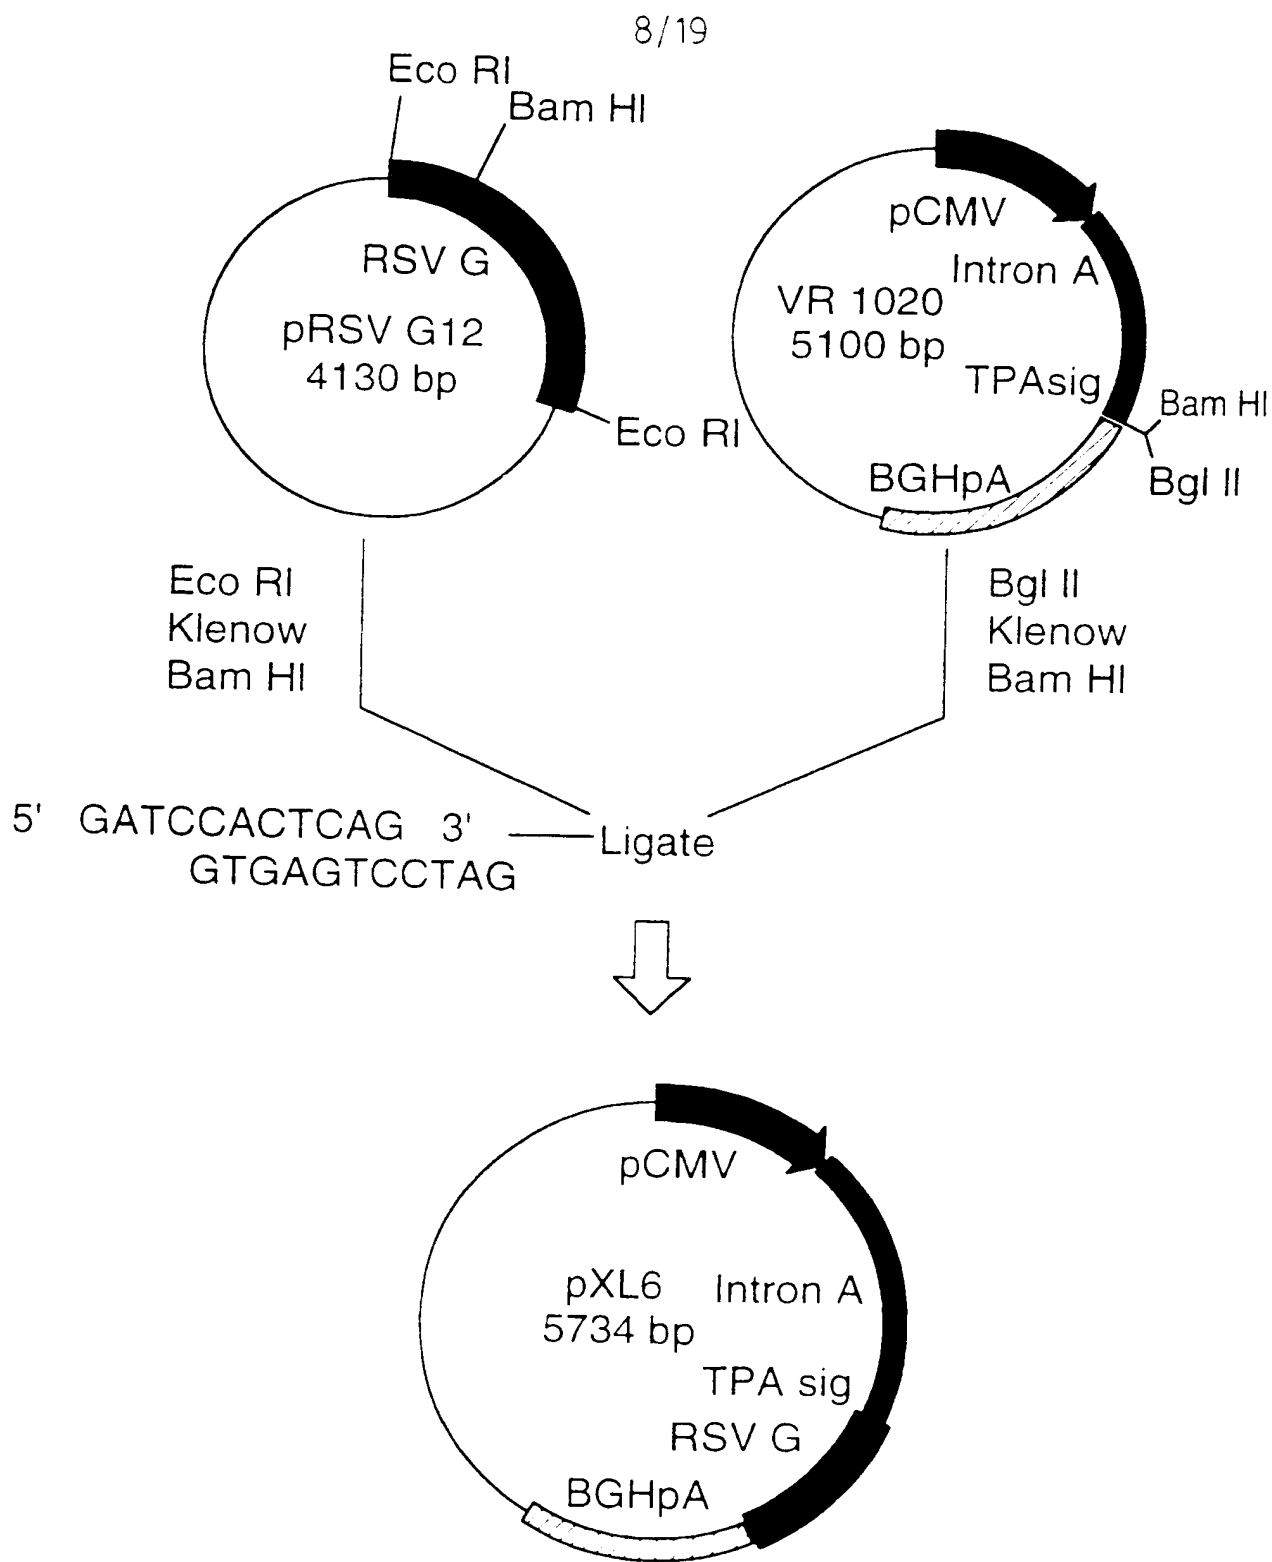 8/19
Eco RI
Bam HI
RSV G
pRSV G12
4130 bp
Eco RI
pCMV
Intron A
VR 1020
5100 bp
TPAsig
Bam HI
Bgl II
BGHpA
Eco RI
Klenow
Bam HI
Bgl II
Klenow
Bam HI
5' GATCCACTCAG 3'
GTGAGTCCTAG
Ligate
pCMV
pXL6
5734 bp
Intron A
TPA sig
RSV G
BGHpA